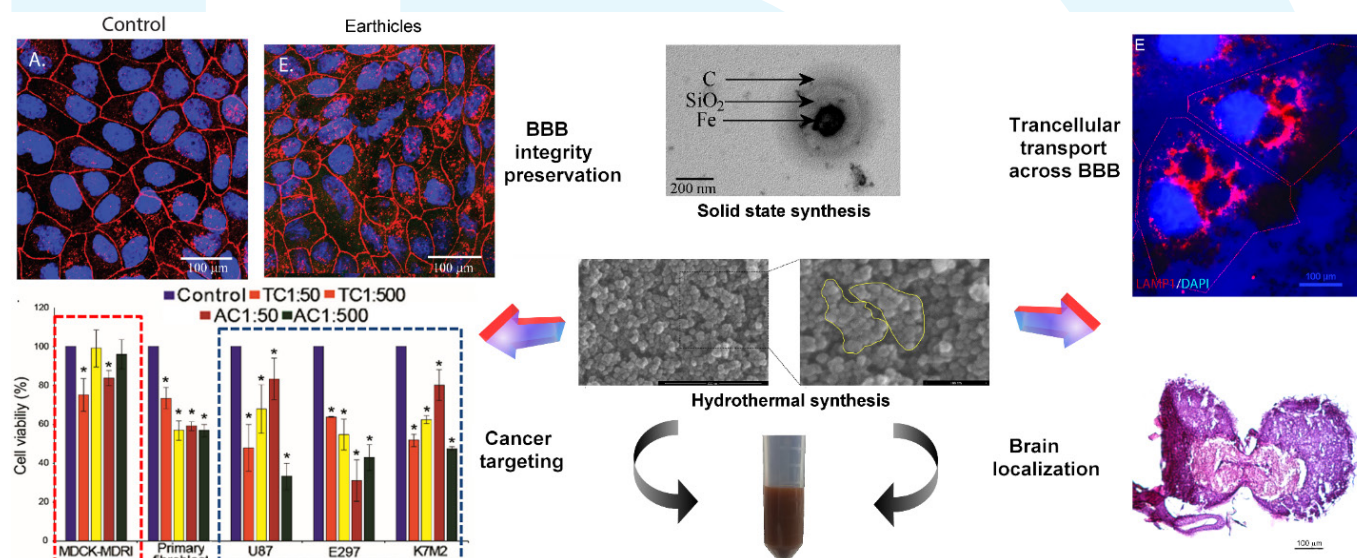 Control
Earthicles
A.
E.
100 µm
100 µm
BBB
integrity
preservation
C
SiO2
Fe
200 nm
Solid state synthesis
Trancellular
transport
across BBB
E
LAMP1/DAPI
100 µm
Control TC1:50 TC1:500
AC1:50 AC1:500
Cell viabiliy (%)
120
100
80
60
40
20
0
* * * * * * * * * * * * * * * * * *
MDCK-MDRI
Primary
U87
E297
K7M2
Cancer
targeting
Hydrothermal synthesis
Brain
localization
100 µm